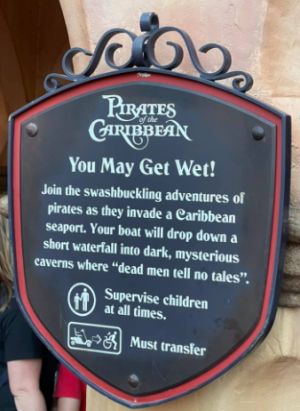 PIRATES
of the
CARIBBEAN
You May Get Wet!
Join the swashbuckling adventures of
pirates as they invade a Caribbean
seaport. Your boat will drop down a
short waterfall into dark, mysterious
caverns where “dead men tell no tales”.
Supervise children
at all times.
Must transfer